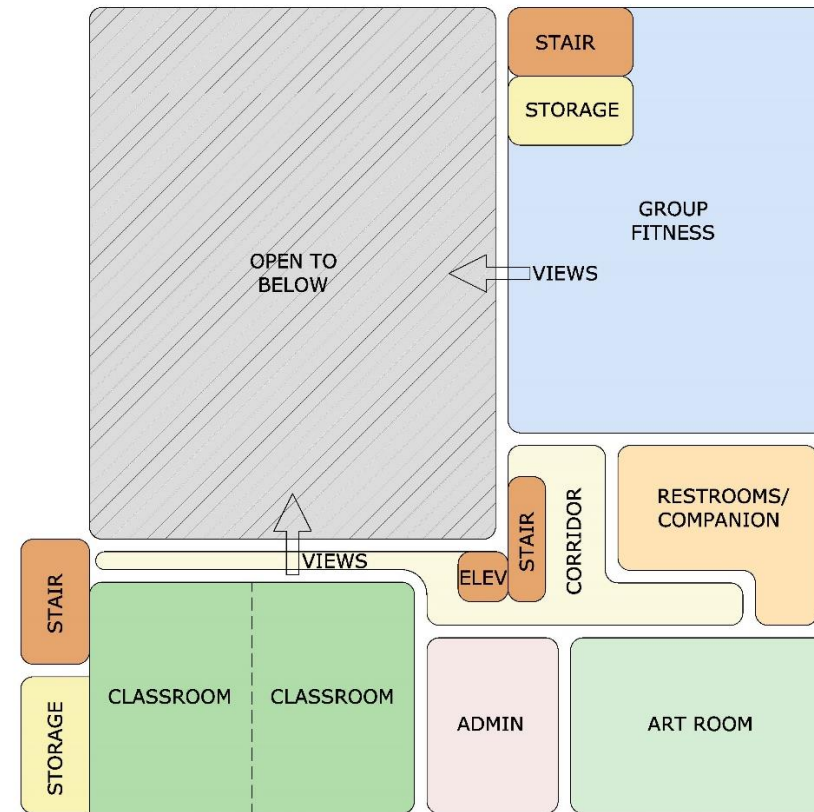 STAIR
STORAGE
GROUP
FITNESS
OPEN TO
BELOW
VIEWS
RESTROOMS/
COMPANION
STAIR
CORRIDOR
VIEWS
ELEV
STAIR
CLASSROOM
CLASSROOM
ADMIN
ART ROOM
STORAGE